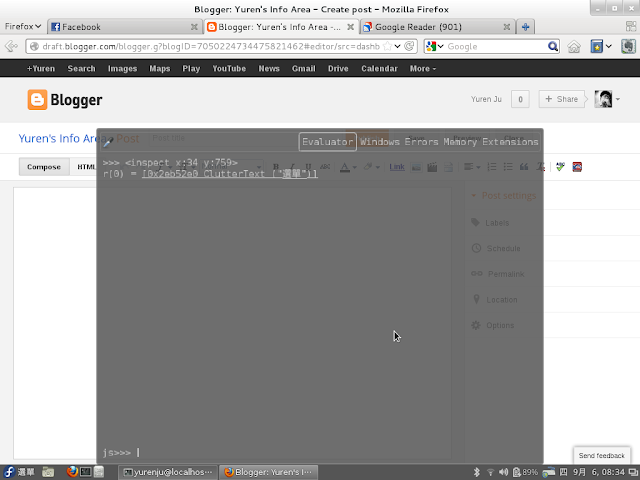 Blogger: Yuren's Info Area - Create post - Mozilla Firefox
Firefox
Facebook
Blogger: Yuren's Info Area -...
Google Reader (901)
draft.blogger.com/blogger.g?blogID=7050224734475821462#editor/src=dashb
Google
+Yuren Search Images Maps Play YouTube News Gmail Drive Calendar More
Blogger
Yuren Ju 0 + Share
Yuren's Info Area Post
Evaluator Windows Errors Memory Extensions
Compose HTML Link
>>> <inspect x:34 y:759>
r(0) = [0x2eb52e0 ClutterText ("選單")]
Post settings
Labels
Schedule
Permalink
Location
Options
js>>>
Send feedback
選單 yurenju@localhos··· Blogger: Yuren's I··· 89% 四 9月 6, 08:34